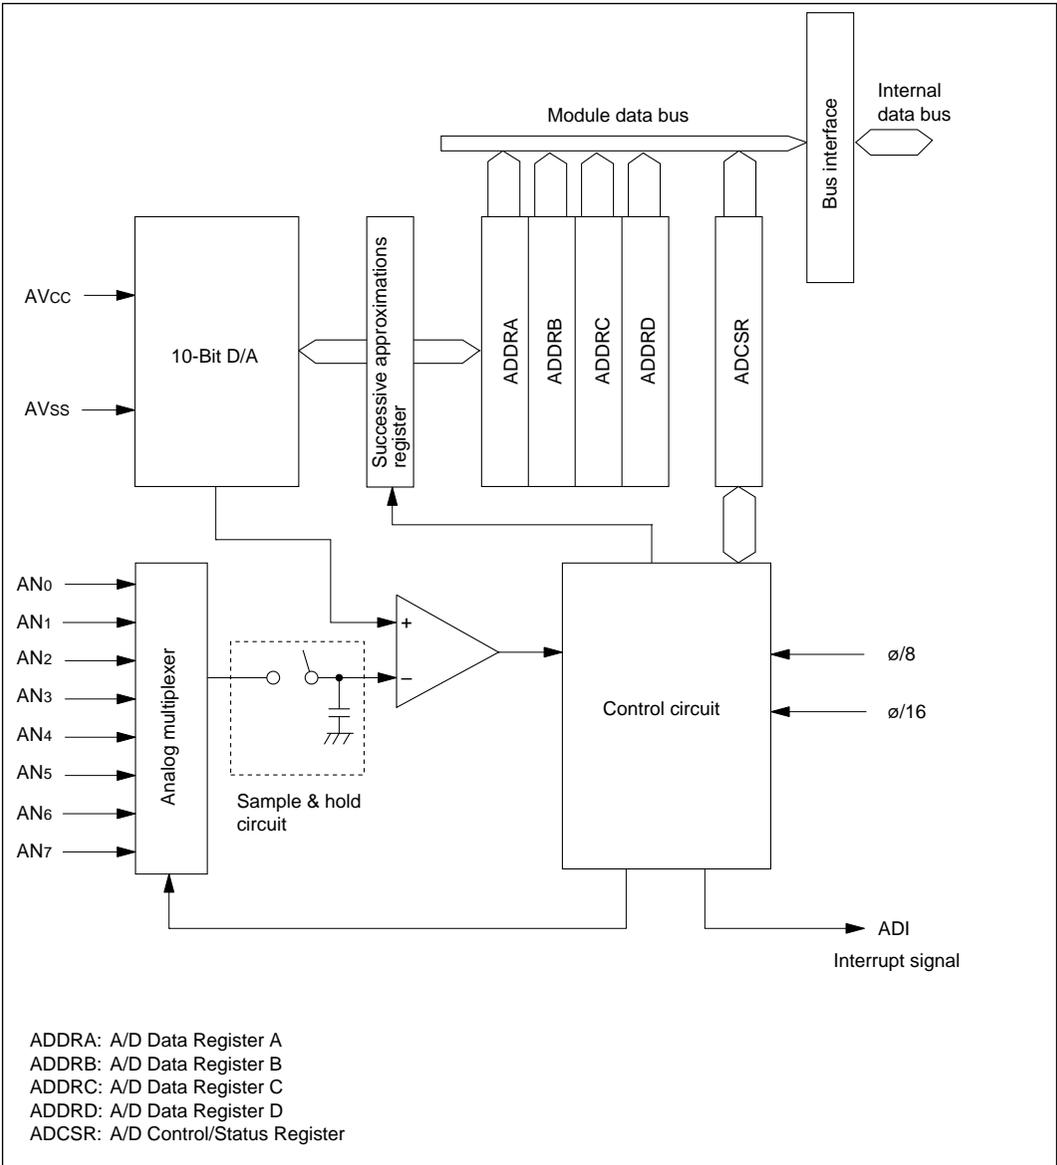 Module data bus
Bus interface
Internal
data bus
AVCC
AVSS
10-Bit D/A
Successive approximations
register
ADDRA
ADDRB
ADDRC
ADDRD
ADCSR
AN0
AN1
AN2
AN3
AN4
AN5
AN6
AN7
Analog multiplexer
Sample & hold
circuit
+
−
Control circuit
ø/8
ø/16
ADI
Interrupt signal
ADDRA: A/D Data Register A
ADDRB: A/D Data Register B
ADDRC: A/D Data Register C
ADDRD: A/D Data Register D
ADCSR: A/D Control/Status Register